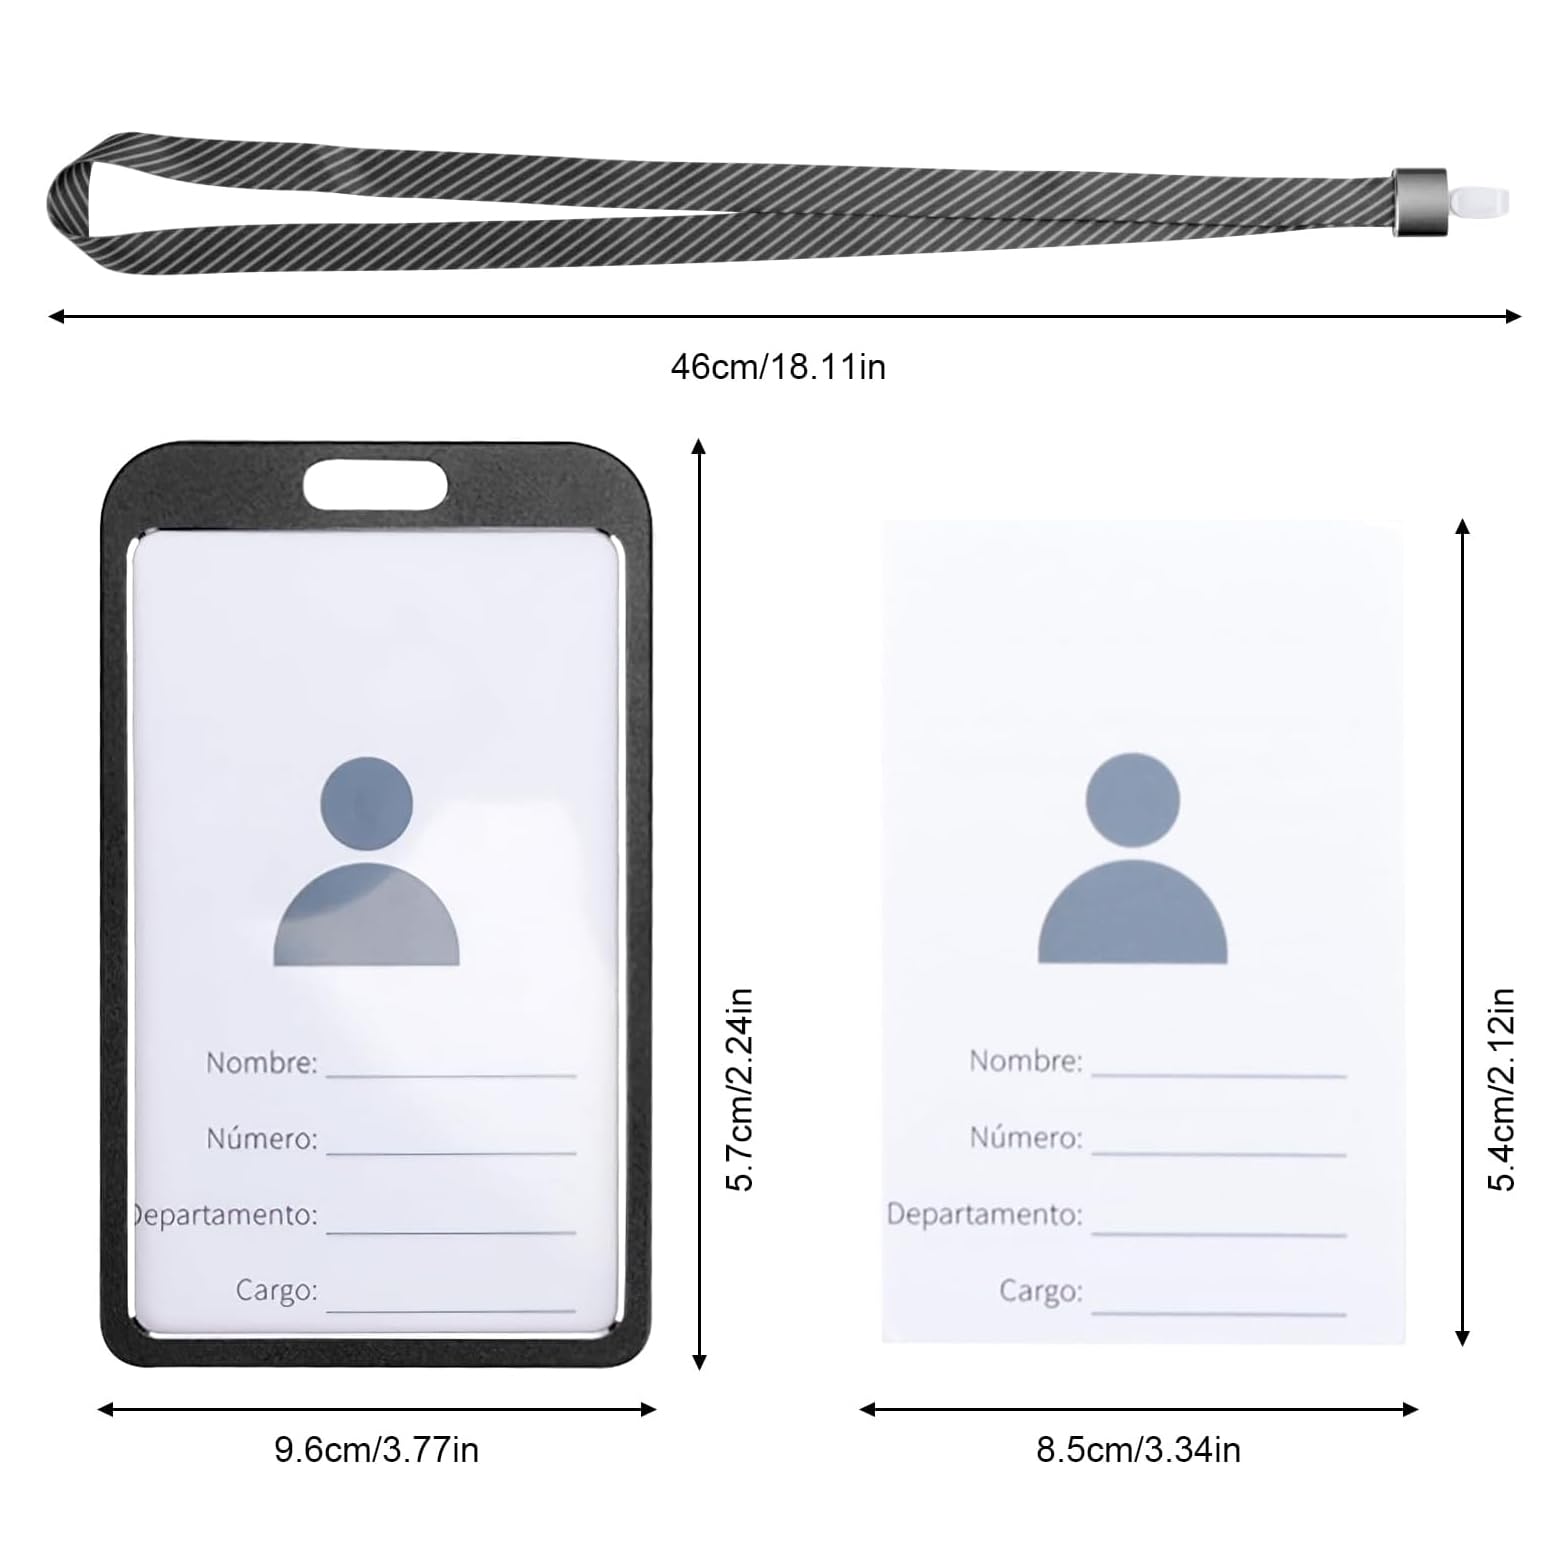 46cm/18.11in
Nombre:
Número:
Departamento:
Cargo:
5.7cm/2.24in
9.6cm/3.77in
Nombre:
Número:
Departamento:
Cargo:
5.4cm/2.12in
8.5cm/3.34in